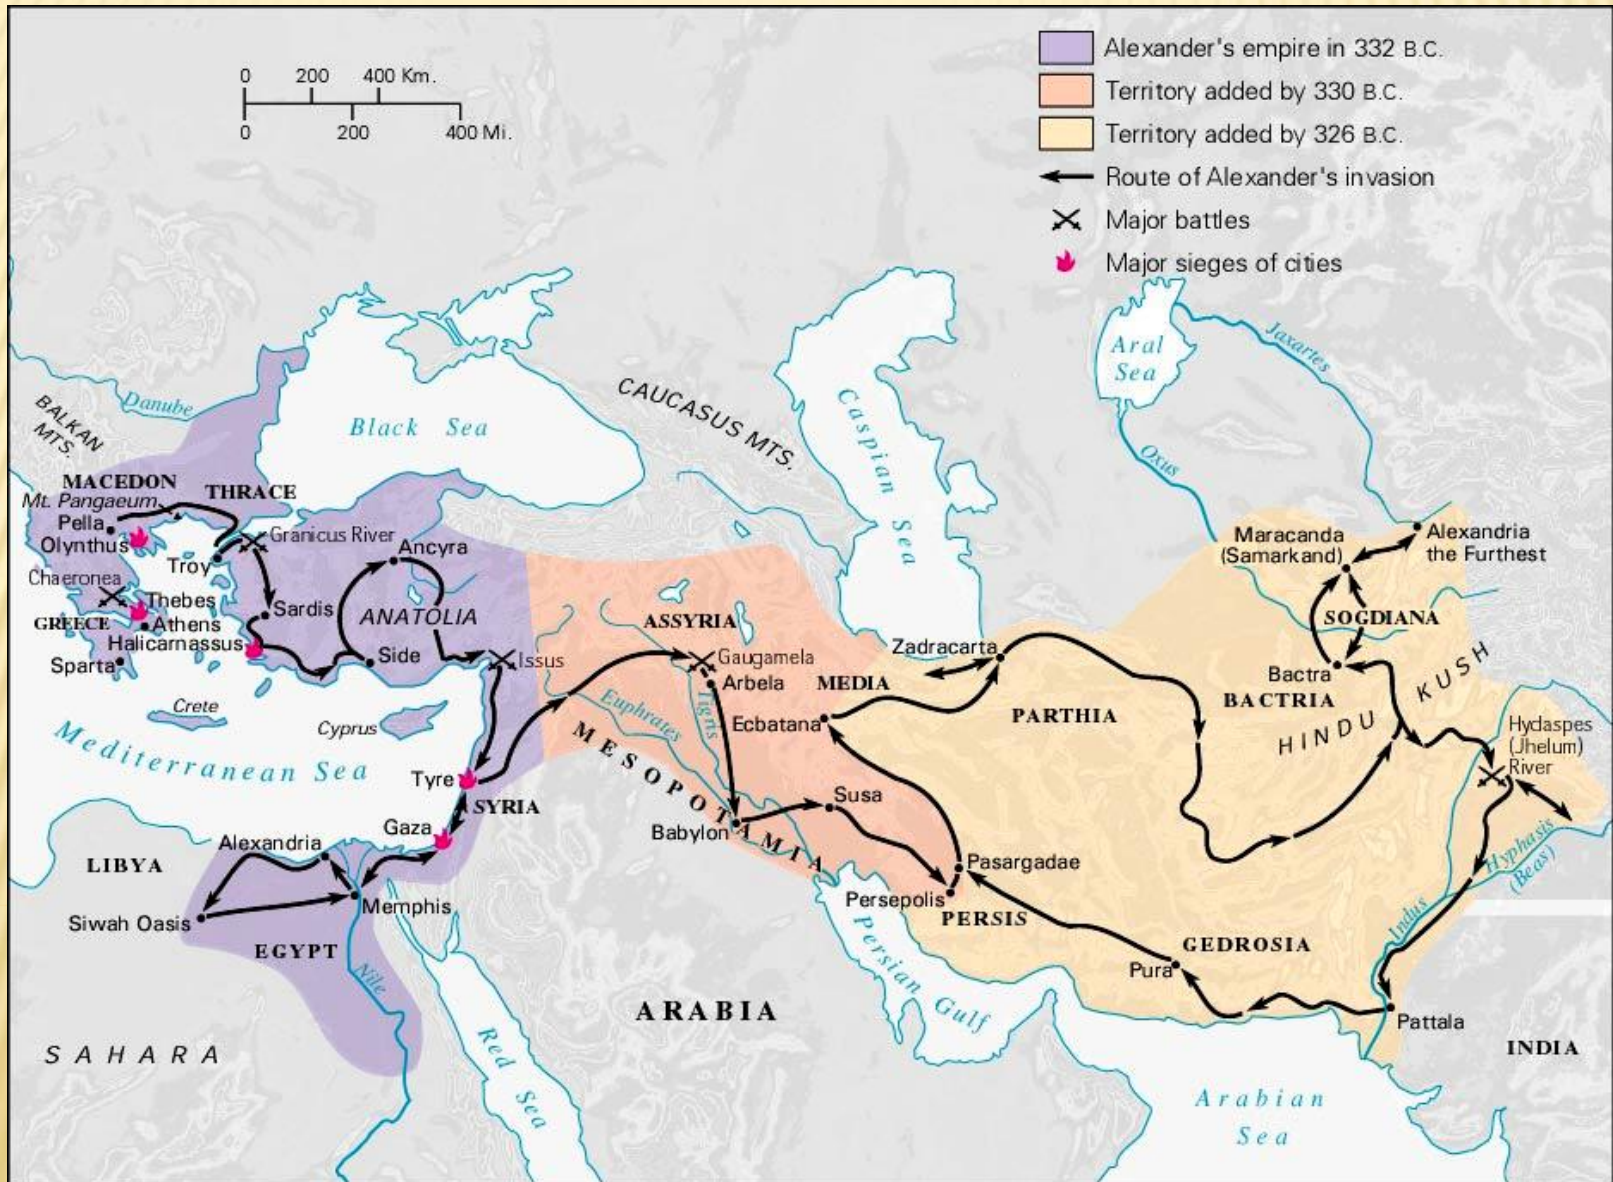 0 200 400 Km.
0 200 400 Mi.
Alexander's empire in 332 B.C.
Territory added by 330 B.C.
Territory added by 326 B.C.
Route of Alexander's invasion
Major battles
Major sieges of cities
Aral
Sea
Jaxartes
Oxus
Caspian Sea
CAUCASUS MTS.
Black Sea
Danube
BALKAN
MTS.
MACEDON
Mt. Pangaeum
THRACE
Pella
Olynthus
Granicus River
Troy
Ancyra
Chaeronea
Thebes
GREECE
Athens
Sardis
ANATOLIA
Halicarnassus
Sparta
Side
Issus
Crete
Cyprus
Mediterranean Sea
Tyre
SYRIA
Gaza
Alexandria
LIBYA
Siwah Oasis
Memphis
EGYPT
Nile
SAHARA
Red Sea
ARABIA
ASSYRIA
Gaugamela
Arbela
Euphrates
Tigris
MESOPOTAMIA
MEDIA
Ecbatana
Susa
Babylon
Zadracarta
PARTHIA
Pasargadae
Persepolis
PERSIS
Persian Gulf
Maracanda
(Samarkand)
Alexandria
the Furthest
SOGDIANA
Bactra
BACTRIA
HINDU KUSH
Hydaspes
(Jhelum)
River
Hyphasis
(Beas)
Indus
GEDROSIA
Pura
Pattala
INDIA
Arabian
Sea